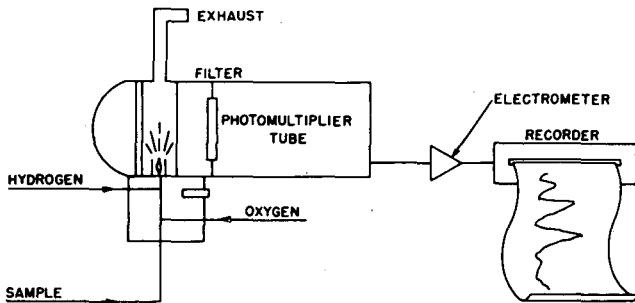 EXHAUST
FILTER
PHOTOMULTIPLIER
TUBE
ELECTROMETER
RECORDER
HYDROGEN
OXYGEN
SAMPLE